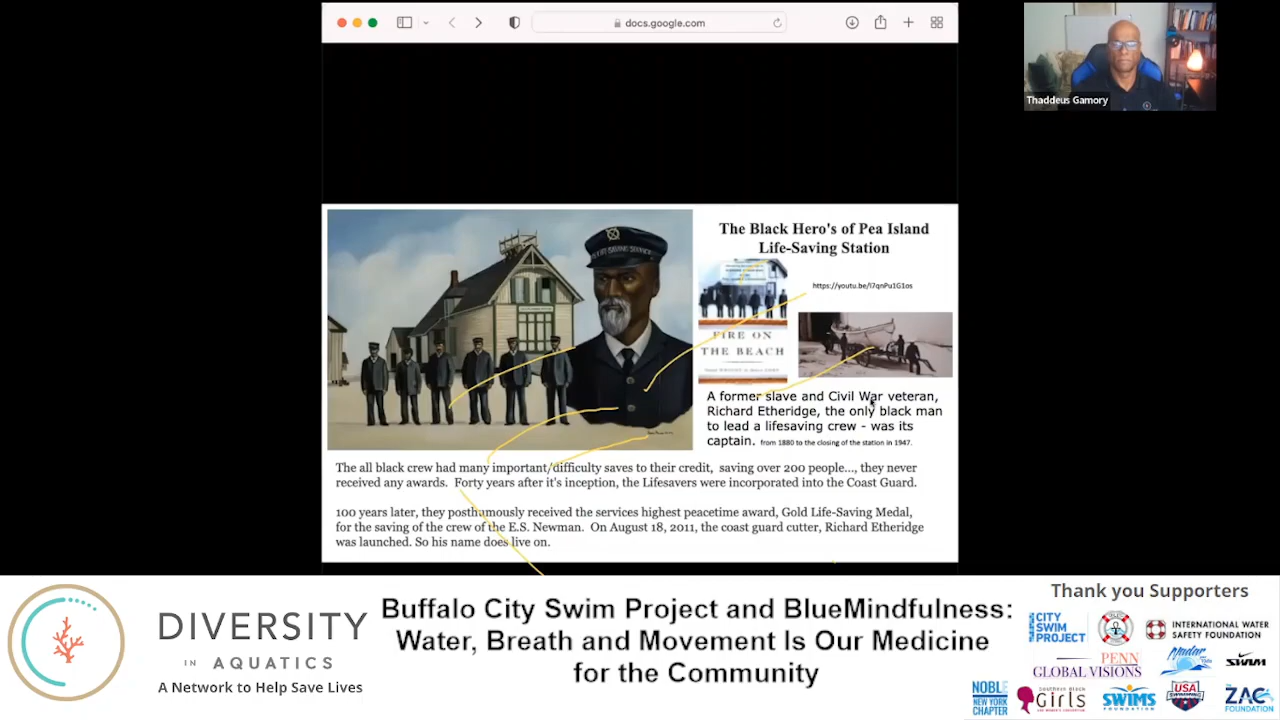 docs.google.com
Thaddeus Gamory
The Black Hero's of Pea Island
Life-Saving Station
https://youtu.be/I7qnPu1G1os
FIRE ON
THE BEACH
A former slave and Civil War veteran,
Richard Etheridge, the only black man
to lead a lifesaving crew - was its
captain. from 1880 to the closing of the station in 1947.
The all black crew had many important/difficulty saves to their credit, saving over 200 people..., they never
received any awards. Forty years after it's inception, the Lifesavers were incorporated into the Coast Guard.
100 years later, they posthumously received the services highest peacetime award, Gold Life-Saving Medal,
for the saving of the crew of the E.S. Newman. On August 18, 2011, the coast guard cutter, Richard Etheridge
was launched. So his name does live on.
DIVERSITY
IN AQUATICS
A Network to Help Save Lives
Buffalo City Swim Project and BlueMindfulness:
Water, Breath and Movement Is Our Medicine
for the Community
Thank you Supporters
CITY
SWIM
PROJECT
INTERNATIONAL WATER
SAFETY FOUNDATION
PENN
GLOBAL VISIONS
SWIM
NOBL
NEW YORK
CHAPTER
Southern Black
Girls
SWIMS
FOUNDATION
USA
SWIMMING
ZAC
FOUNDATION